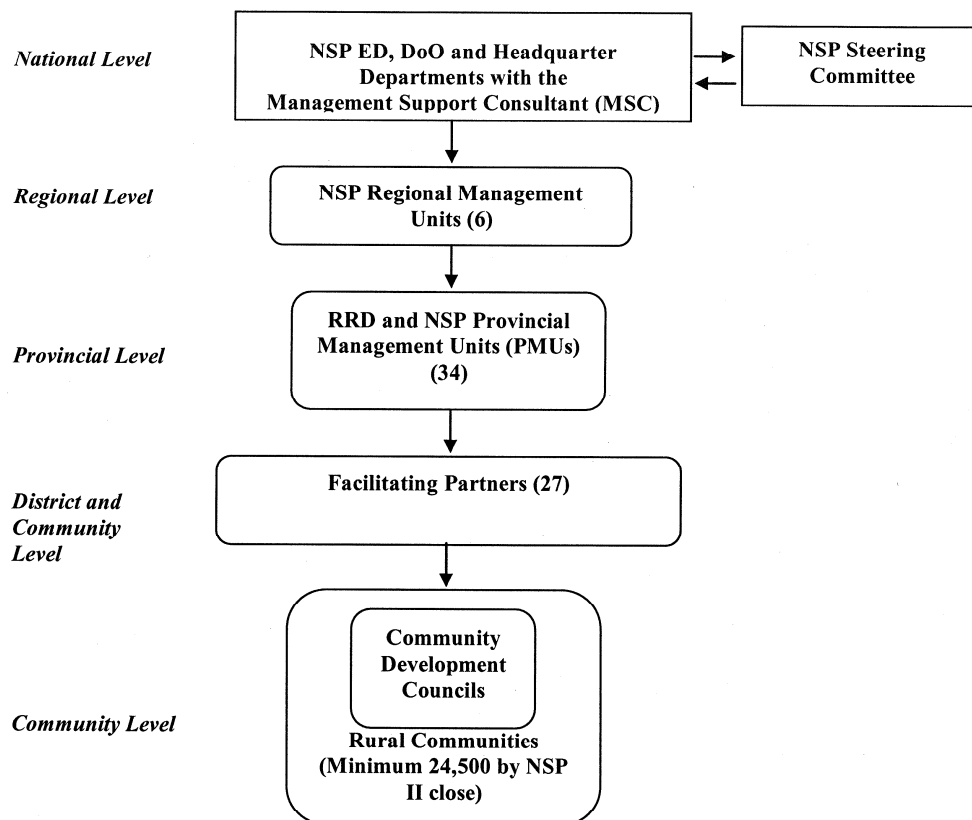 National Level
NSP ED, DoO and Headquarter
Departments with the
Management Support Consultant (MSC)
NSP Steering
Committee
Regional Level
NSP Regional Management
Units (6)
Provincial Level
RRD and NSP Provincial
Management Units (PMUs)
(34)
District and
Community
Level
Facilitating Partners (27)
Community Level
Community
Development
Councils
Rural Communities
(Minimum 24,500 by NSP
II close)